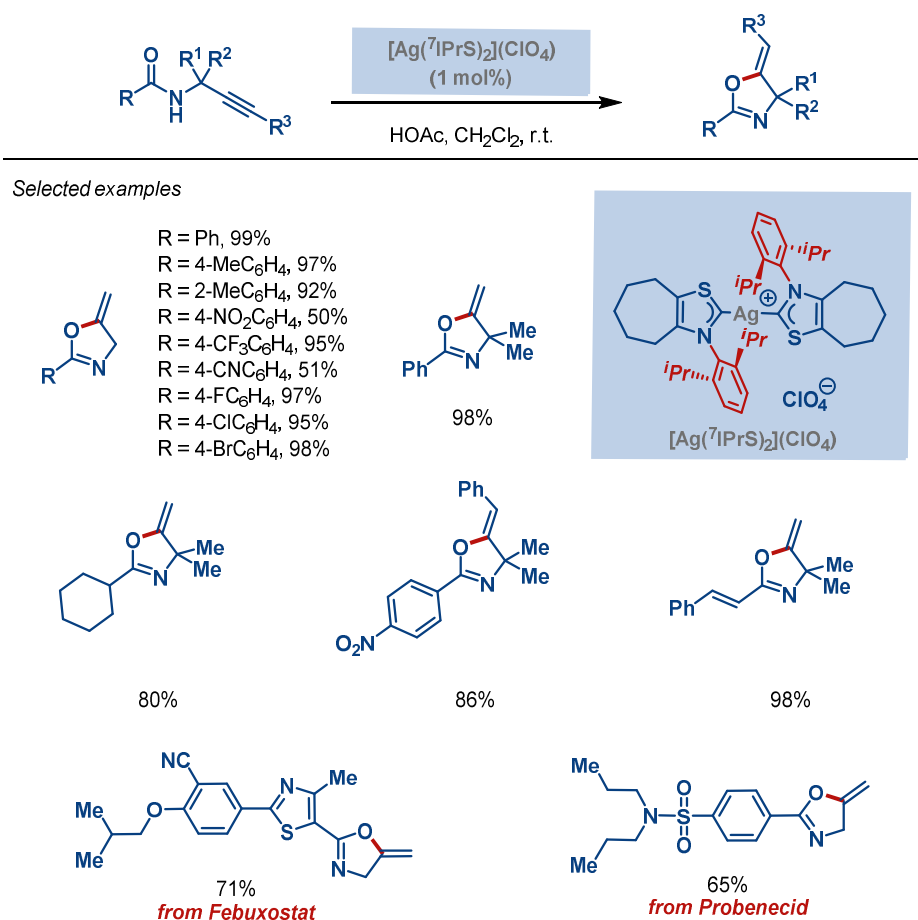 [Ag(⁷IPrS)₂](ClO₄)
(1 mol%)
HOAc, CH₂Cl₂, r.t.
O
R
N
H
R¹ R²
R³
R³
O
R¹
R²
R
N
Selected examples
R = Ph, 99%
R = 4-MeC₆H₄, 97%
R = 2-MeC₆H₄, 92%
R = 4-NO₂C₆H₄, 50%
R = 4-CF₃C₆H₄, 95%
R = 4-CNC₆H₄, 51%
R = 4-FC₆H₄, 97%
R = 4-ClC₆H₄, 95%
R = 4-BrC₆H₄, 98%
O
R
N
O
Me
Me
Ph
N
98%
ⁱPr
ⁱPr
S
N
Ag
⊕
N
S
ⁱPr
ⁱPr
ClO₄⊖
[Ag(⁷IPrS)₂](ClO₄)
O
Me
Me
N
80%
Ph
O
Me
Me
N
O₂N
86%
O
Me
Me
Ph
N
98%
NC
N
Me
O
S
O
N
Me
Me
71%
from Febuxostat
Me
N
O
S
O
O
N
Me
65%
from Probenecid